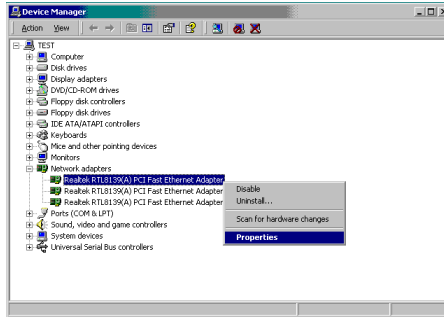 Device Manager
Action View
TEST
Computer
Disk drives
Display adapters
DVD/CD-ROM drives
Floppy disk controllers
Floppy disk drives
IDE ATA/ATAPI controllers
Keyboards
Mice and other pointing devices
Monitors
Network adapters
Realtek RTL8139(A) PCI Fast Ethernet Adapter
Realtek RTL8139(A) PCI Fast Ethernet Adapter
Realtek RTL8139(A) PCI Fast Ethernet Adapter
Ports (COM & LPT)
Sound, video and game controllers
System devices
Universal Serial Bus controllers
Disable
Uninstall...
Scan for hardware changes
Properties